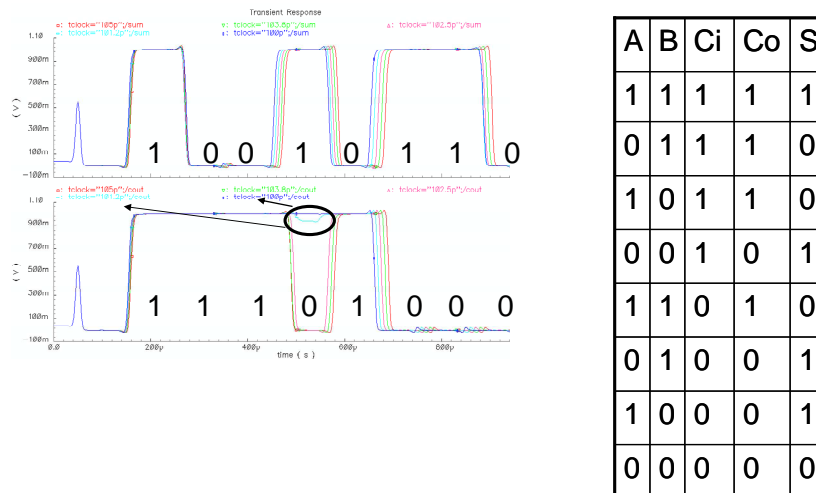 Transient Response
▫: tclock="105p";/sum ▿: tclock="103.8p";/sum ▵: tclock="102.5p";/sum
▫: tclock="101.2p";/sum ▫: tclock="100p";/sum
1.10
900m
700m
500m
300m
100m
-100m
( V )
1 0 0 1 0 1 1 0
▫: tclock="105p";/cout ▿: tclock="103.8p";/cout ▵: tclock="102.5p";/cout
tclock="101.2p";/cout ▫: tclock="100p";/cout
1.10
900m
700m
500m
300m
100m
-100m
( V )
1 1 1 0 1 0 0 0
0.0 200p 400p 600p 800p
time ( s )
A B Ci Co S
1 1 1 1 1
0 1 1 1 0
1 0 1 1 0
0 0 1 0 1
1 1 0 1 0
0 1 0 0 1
1 0 0 0 1
0 0 0 0 0